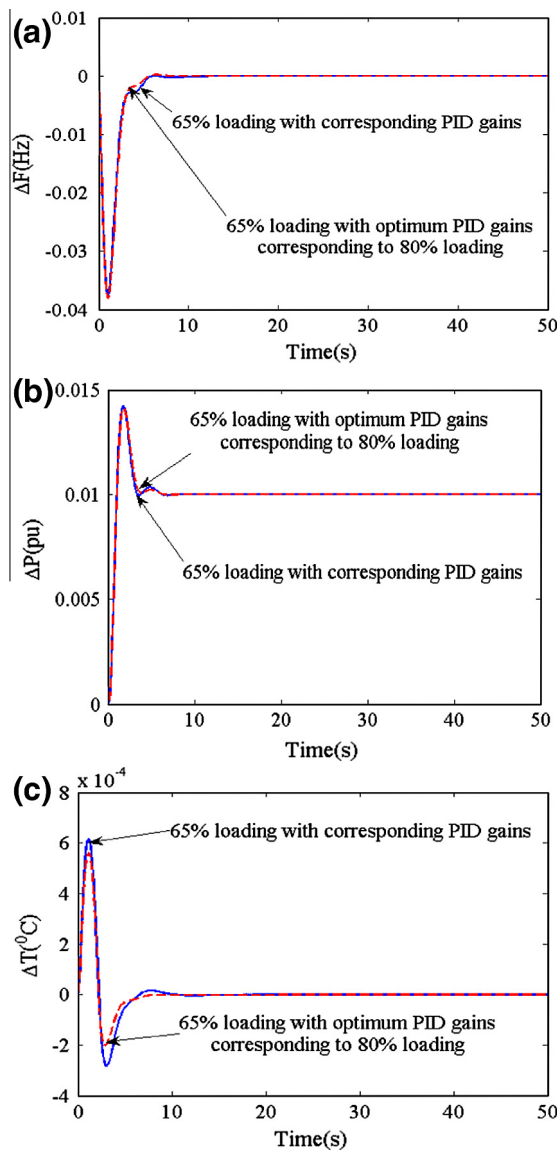 (a)
0.01
0
-0.01
-0.02
-0.03
-0.04
ΔF(Hz)
65% loading with corresponding PID gains
65% loading with optimum PID gains
corresponding to 80% loading
0 10 20 30 40 50
Time(s)
(b)
0.015
0.01
0.005
0
ΔP(pu)
65% loading with optimum PID gains
corresponding to 80% loading
65% loading with corresponding PID gains
0 10 20 30 40 50
Time(s)
(c)
x 10⁻⁴
8
6
4
2
0
-2
-4
ΔT(⁰C)
65% loading with corresponding PID gains
65% loading with optimum PID gains
corresponding to 80% loading
0 10 20 30 40 50
Time(s)